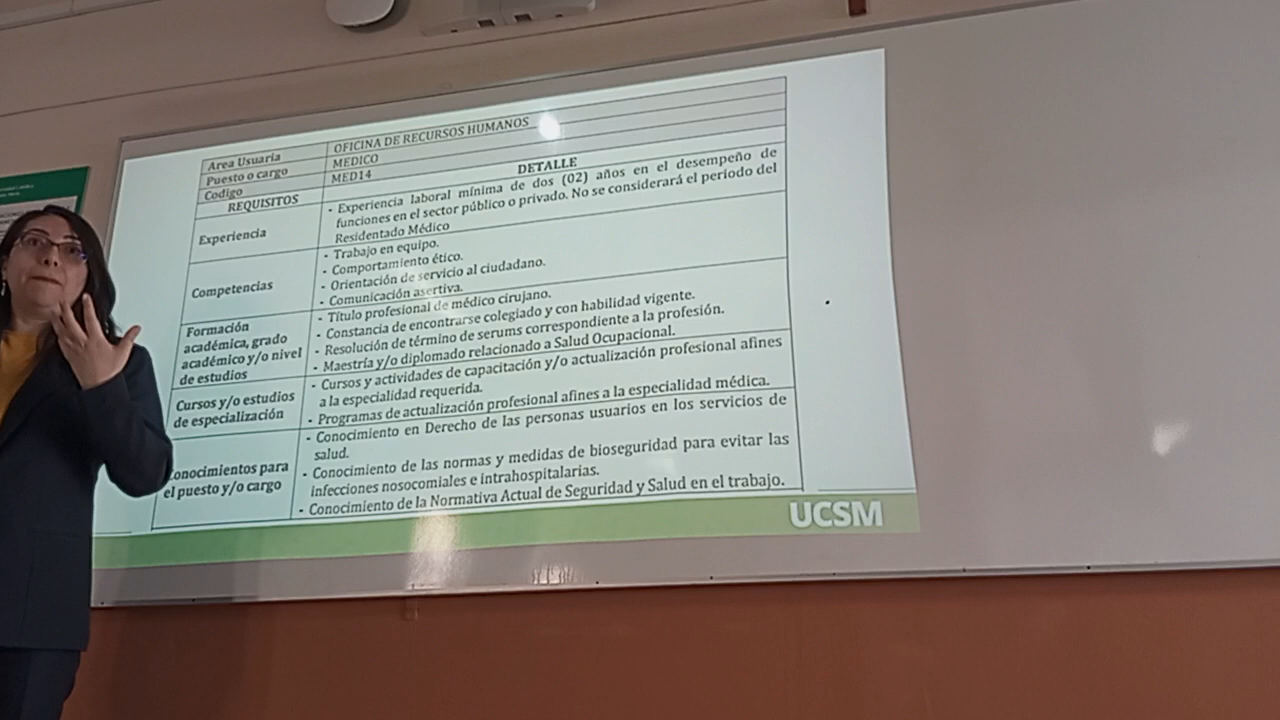 Area Usuaria OFICINA DE RECURSOS HUMANOS
Puesto o cargo MEDICO
Codigo MED14
REQUISITOS DETALLE
Experiencia
- Experiencia laboral mínima de dos (02) años en el desempeño de
funciones en el sector público o privado. No se considerará el periodo del
Residentado Médico
Competencias
- Trabajo en equipo.
- Comportamiento ético.
- Orientación de servicio al ciudadano.
- Comunicación asertiva.
Formación
académica, grado
académico y/o nivel
de estudios
- Título profesional de médico cirujano.
- Constancia de encontrarse colegiado y con habilidad vigente.
- Resolución de término de serums correspondiente a la profesión.
- Maestría y/o diplomado relacionado a Salud Ocupacional.
Cursos y/o estudios
de especialización
- Cursos y actividades de capacitación y/o actualización profesional afines
a la especialidad requerida.
- Programas de actualización profesional afines a la especialidad médica.
onocimientos para
el puesto y/o cargo
- Conocimiento en Derecho de las personas usuarios en los servicios de
salud.
- Conocimiento de las normas y medidas de bioseguridad para evitar las
infecciones nosocomiales e intrahospitalarias.
- Conocimiento de la Normativa Actual de Seguridad y Salud en el trabajo.
UCSM